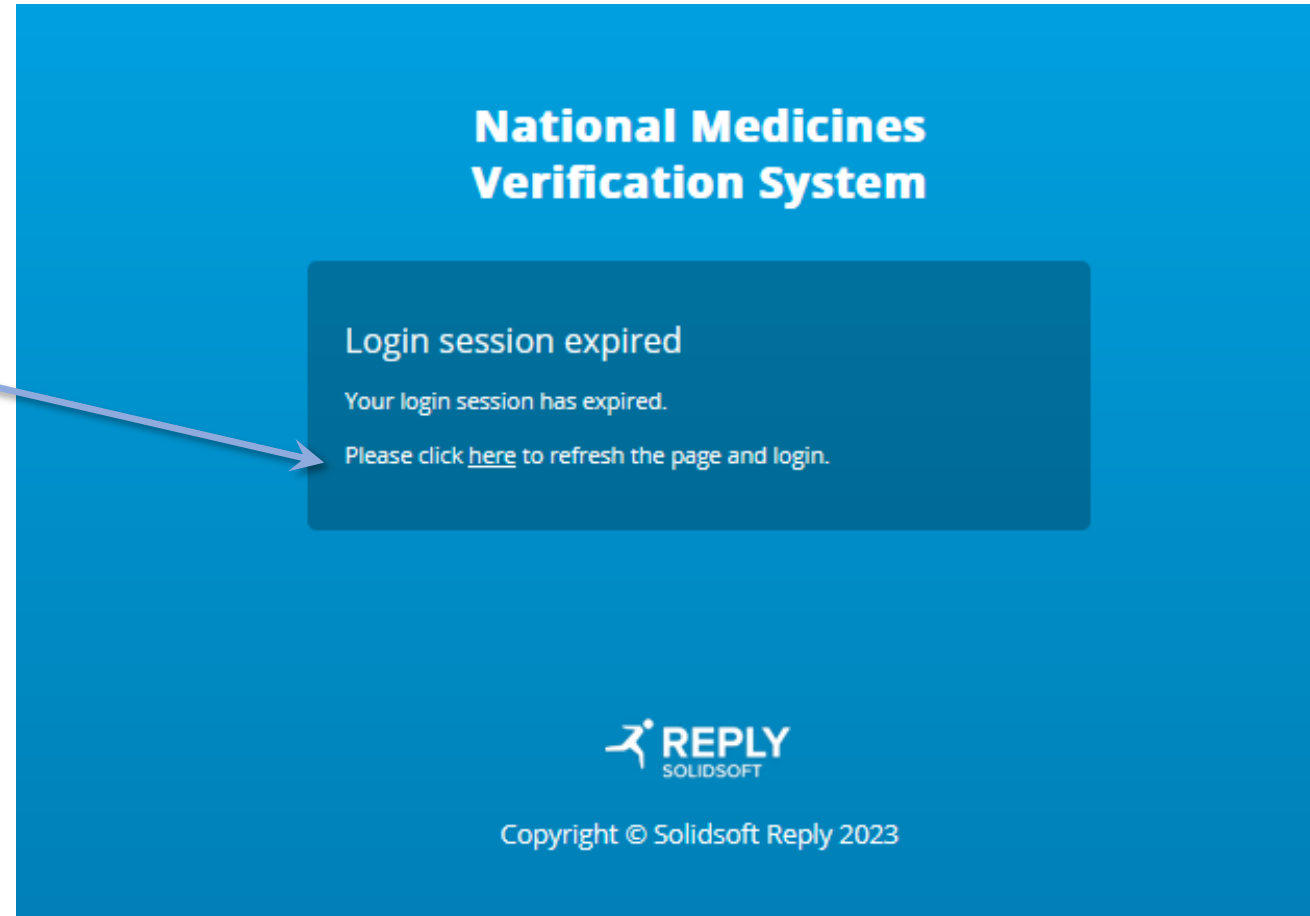 National Medicines
Verification System
Login session expired
Your login session has expired.
Please click here to refresh the page and login.
REPLY
SOLIDSOFT
Copyright © Solidsoft Reply 2023